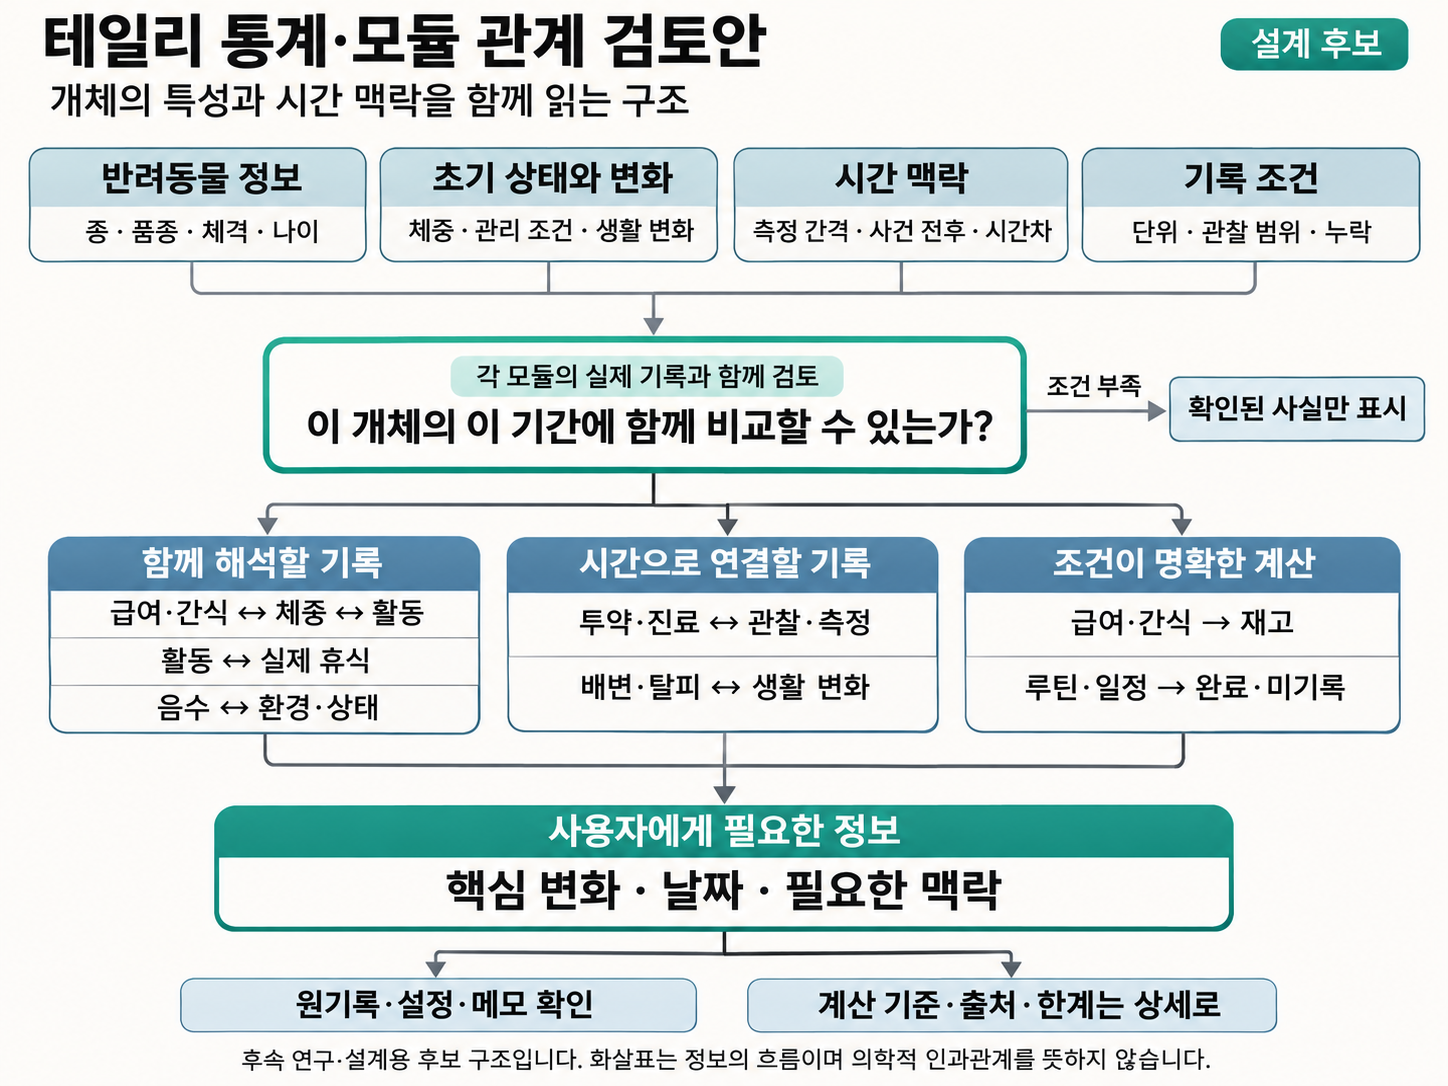 테일리 통계·모듈 관계 검토안
설계 후보
개체의 특성과 시간 맥락을 함께 읽는 구조
반려동물 정보
종 · 품종 · 체격 · 나이
초기 상태와 변화
체중 · 관리 조건 · 생활 변화
시간 맥락
측정 간격 · 사건 전후 · 시간차
기록 조건
단위 · 관찰 범위 · 누락
각 모듈의 실제 기록과 함께 검토
이 개체의 이 기간에 함께 비교할 수 있는가?
조건 부족
확인된 사실만 표시
함께 해석할 기록
급여·간식 ↔ 체중 ↔ 활동
활동 ↔ 실제 휴식
음수 ↔ 환경·상태
시간으로 연결할 기록
투약·진료 ↔ 관찰·측정
배변·탈피 ↔ 생활 변화
조건이 명확한 계산
급여·간식 → 재고
루틴·일정 → 완료·미기록
사용자에게 필요한 정보
핵심 변화 · 날짜 · 필요한 맥락
원기록·설정·메모 확인
계산 기준·출처·한계는 상세로
후속 연구·설계용 후보 구조입니다. 화살표는 정보의 흐름이며 의학적 인과관계를 뜻하지 않습니다.